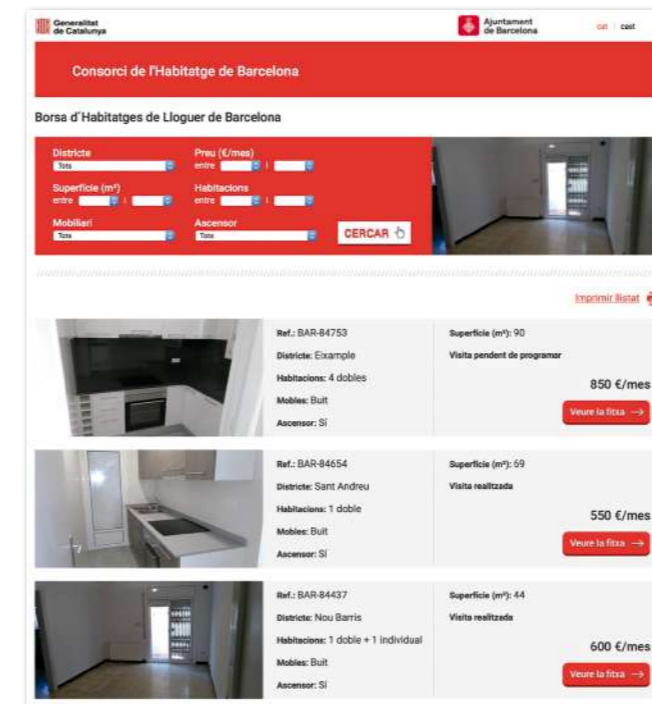 Generalitat
de Catalunya
Ajuntament
de Barcelona
cat | cast
Consorci de l'Habitatge de Barcelona
Borsa d´Habitatges de Lloguer de Barcelona
Districte
Tots
Preu (€/mes)
entre i
Superfície (m²)
entre i
Habitacions
entre i
Mobiliari
Tots
Ascensor
Tots
CERCAR
Imprimir llistat
Ref.: BAR-84753
Districte: Eixample
Habitacions: 4 dobles
Mobles: Buit
Ascensor: Sí
Superfície (m²): 90
Visita pendent de programar
850 €/mes
Veure la fitxa →
Ref.: BAR-84654
Districte: Sant Andreu
Habitacions: 1 doble
Mobles: Buit
Ascensor: Sí
Superfície (m²): 69
Visita realitzada
550 €/mes
Veure la fitxa →
Ref.: BAR-84437
Districte: Nou Barris
Habitacions: 1 doble + 1 individual
Mobles: Buit
Ascensor: Sí
Superfície (m²): 44
Visita realitzada
600 €/mes
Veure la fitxa →